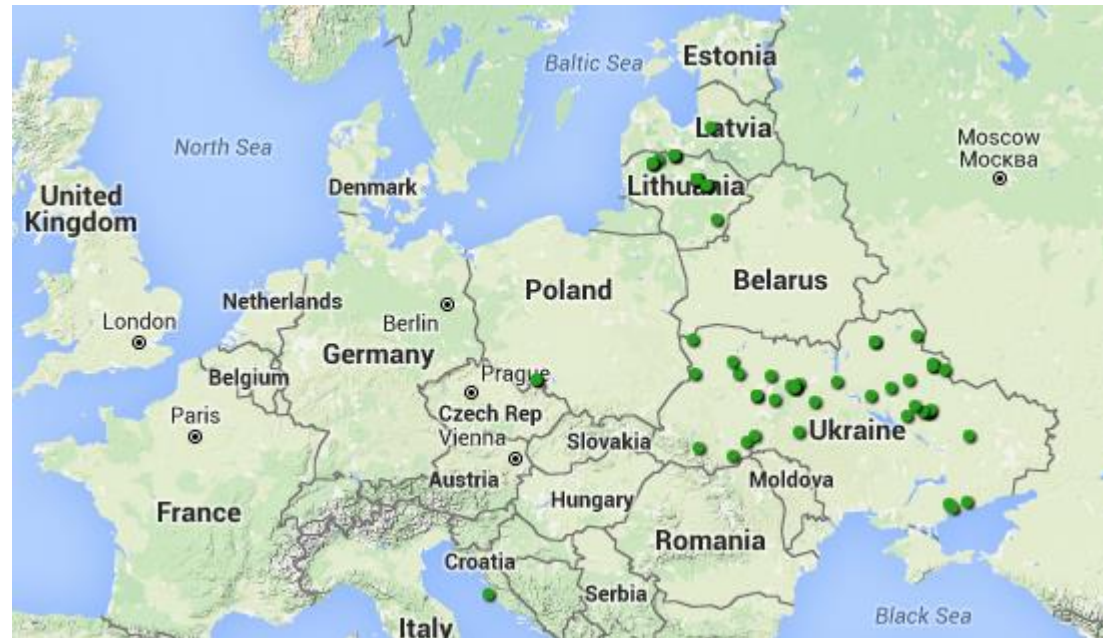 Estonia
Baltic Sea
Latvia
Moscow
Москва
North Sea
Denmark
Lithuania
United
Kingdom
Belarus
Poland
Netherlands
London
Berlin
Germany
Belgium
Prague
Czech Rep
Paris
Vienna
Slovakia
Ukraine
Austria
Moldova
Hungary
France
Romania
Croatia
Serbia
Black Sea
Italy